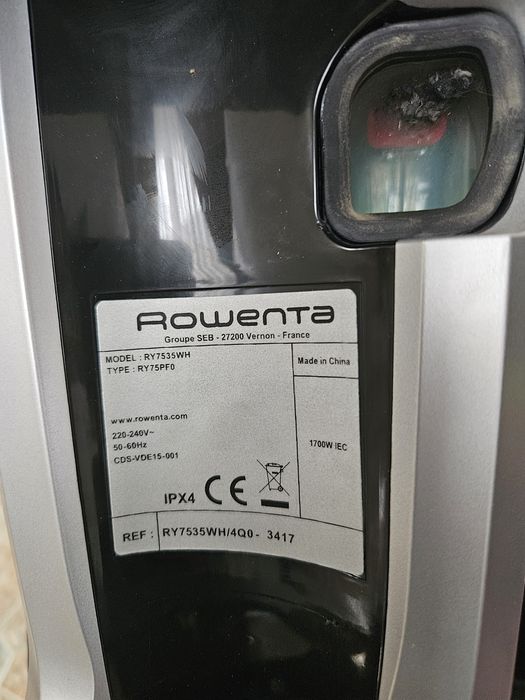 Rowenta
Groupe SEB - 27200 Vernon - France
MODEL : RY7535WH
TYPE : RY75PF0
Made in China
www.rowenta.com
220-240V~
50-60Hz
CDS-VDE15-001
1700W IEC
IPX4 CE
REF : RY7535WH/4Q0 - 3417